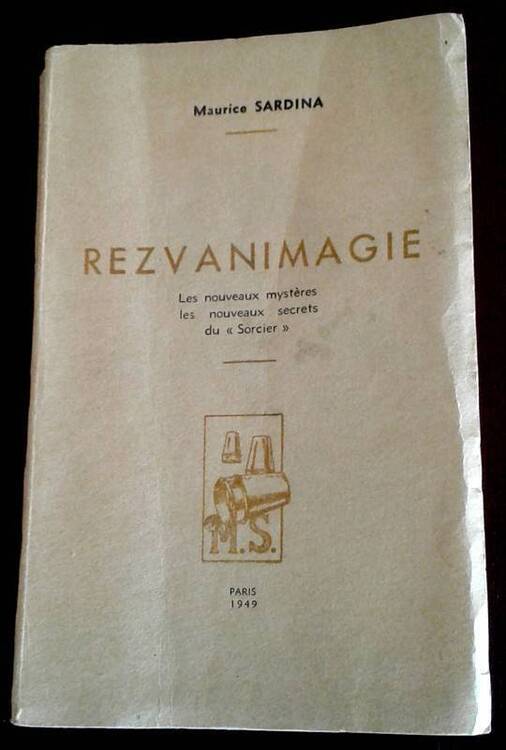 Maurice SARDINA
REZVANIMAGIE
Les nouveaux mystères
les nouveaux secrets
du « Sorcier »
M.S.
PARIS
1949